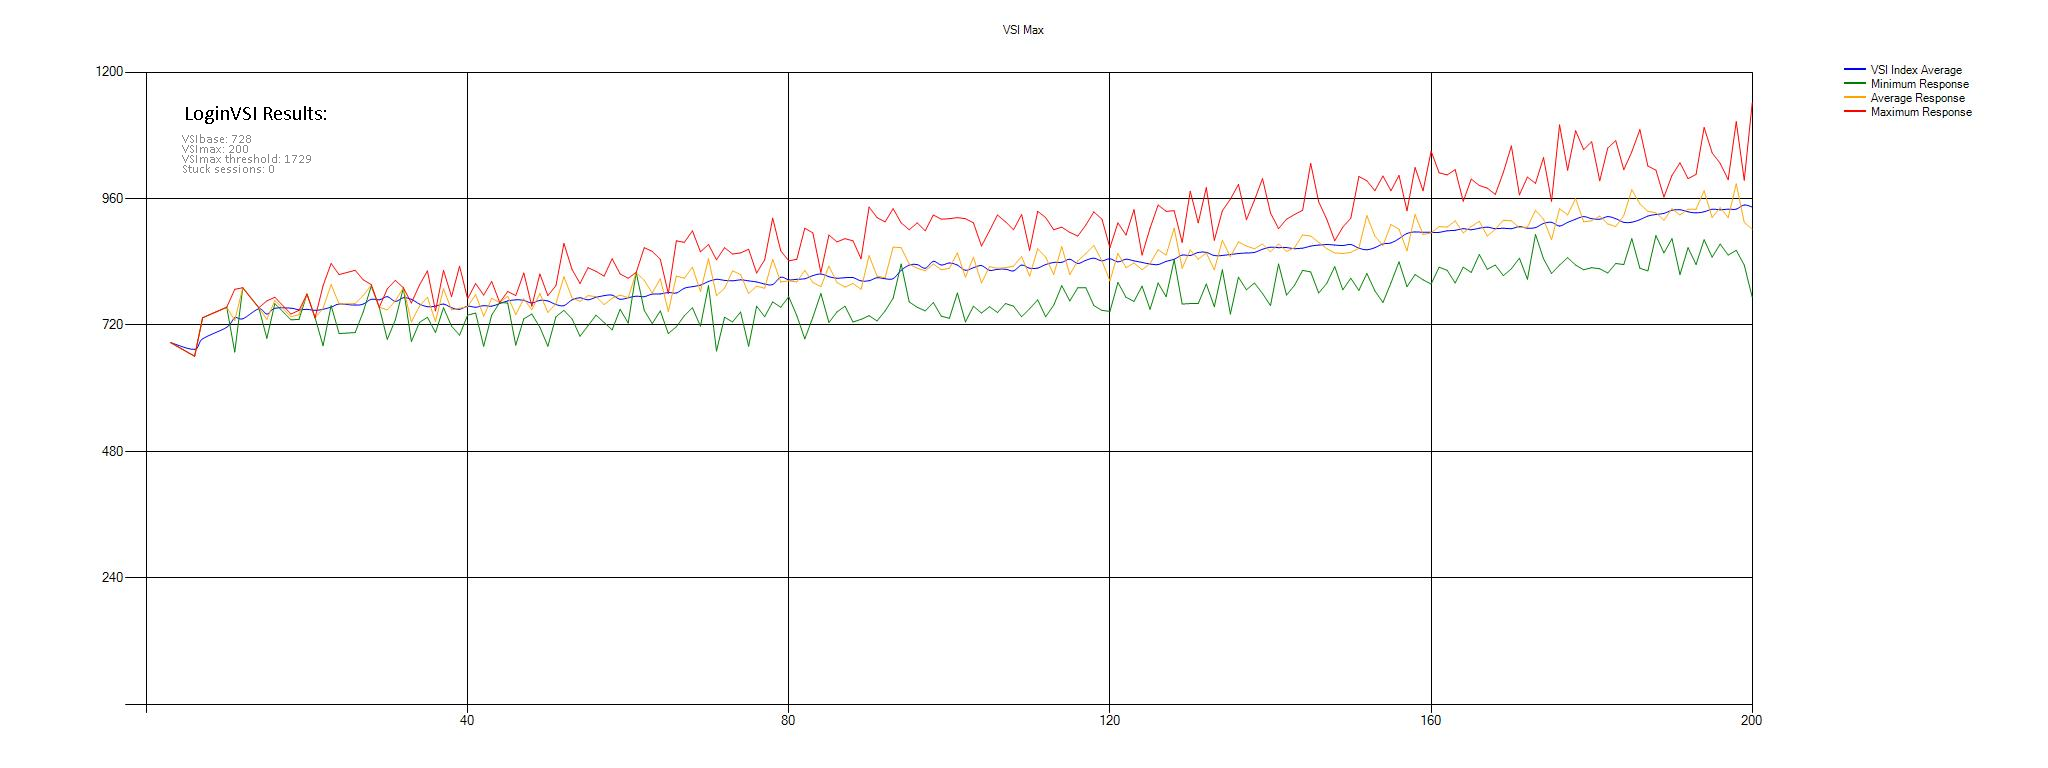 VSI Max
1200
960
720
480
240
LoginVSI Results:
VSIbase: 728
VSImax: 200
VSImax threshold: 1729
Stuck sessions: 0
VSI Index Average
Minimum Response
Average Response
Maximum Response
40 80 120 160 200